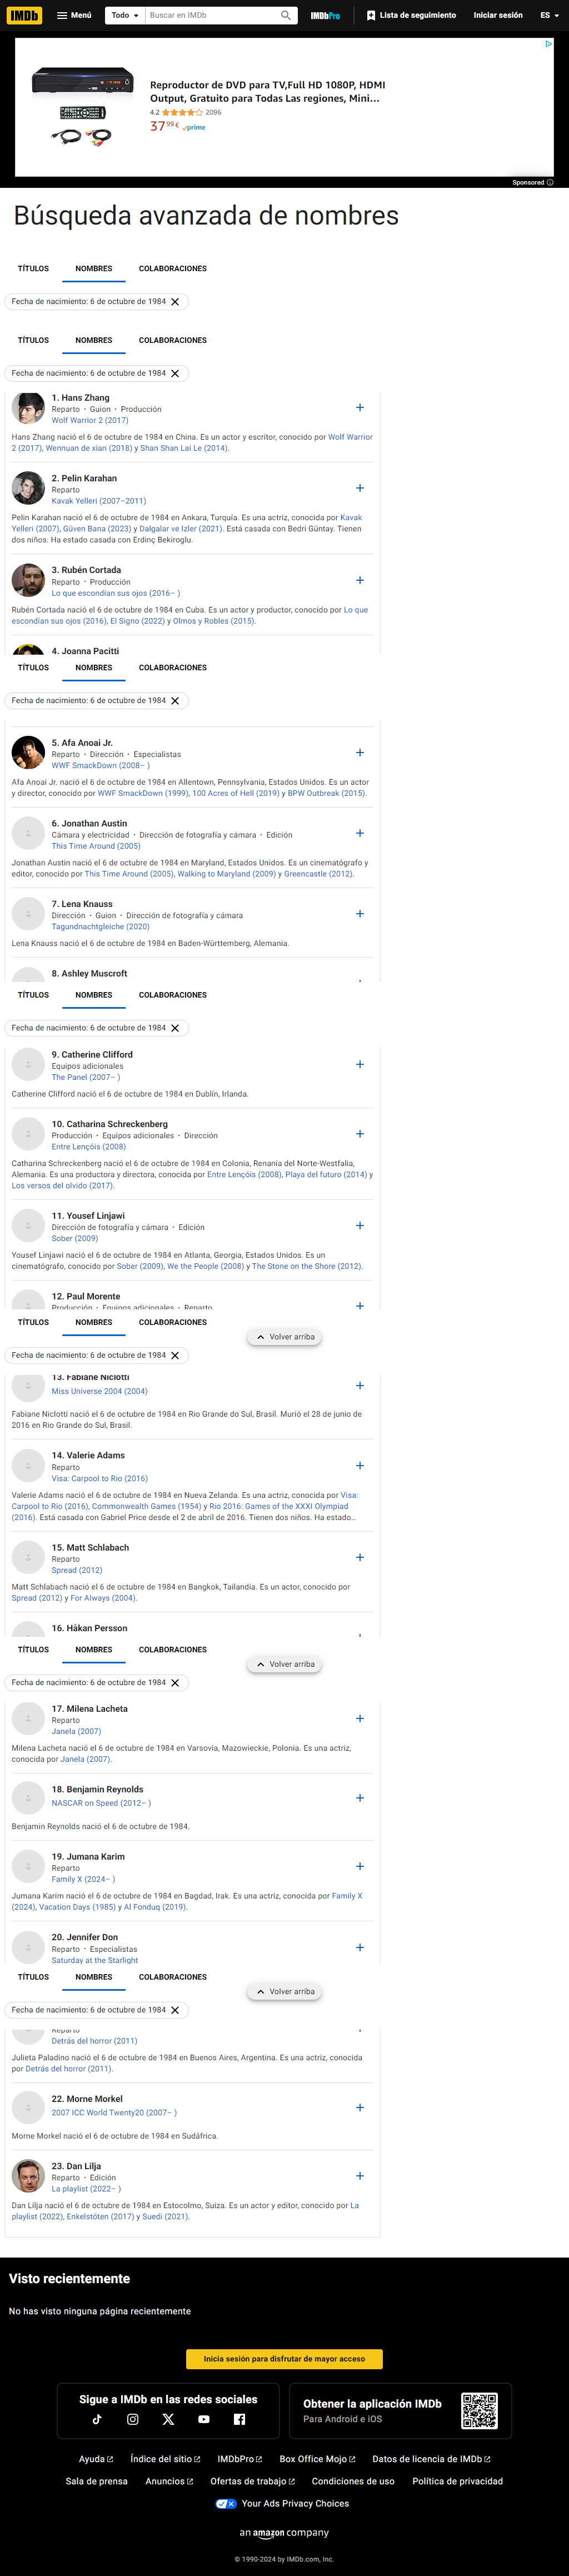 IMDb
Menú
Todo
Buscar en IMDb
IMDbPro
Lista de seguimiento
Iniciar sesión
ES
Reproductor de DVD para TV,Full HD 1080P, HDMI
Output, Gratuito para Todas Las regiones, Mini...
4.2 2096
37 99 € prime
Sponsored
Búsqueda avanzada de nombres
TÍTULOS NOMBRES COLABORACIONES
Fecha de nacimiento: 6 de octubre de 1984
TÍTULOS NOMBRES COLABORACIONES
Fecha de nacimiento: 6 de octubre de 1984
1. Hans Zhang
Reparto · Guion · Producción
Wolf Warrior 2 (2017)
Hans Zhang nació el 6 de octubre de 1984 en China. Es un actor y escritor, conocido por Wolf Warrior
2 (2017), Wennuan de xian (2018) y Shan Shan Lai Le (2014).
2. Pelin Karahan
Reparto
Kavak Yelleri (2007–2011)
Pelin Karahan nació el 6 de octubre de 1984 en Ankara, Turquía. Es una actriz, conocida por Kavak
Yelleri (2007), Güven Bana (2023) y Dalgalar ve Izler (2021). Está casada con Bedri Güntay. Tienen
dos niños. Ha estado casada con Erdinç Bekiroglu.
3. Rubén Cortada
Reparto · Producción
Lo que escondían sus ojos (2016– )
Rubén Cortada nació el 6 de octubre de 1984 en Cuba. Es un actor y productor, conocido por Lo que
escondían sus ojos (2016), El Signo (2022) y Olmos y Robles (2015).
4. Joanna Pacitti
TÍTULOS NOMBRES COLABORACIONES
Fecha de nacimiento: 6 de octubre de 1984
5. Afa Anoai Jr.
Reparto · Dirección · Especialistas
WWF SmackDown (2008– )
Afa Anoai Jr. nació el 6 de octubre de 1984 en Allentown, Pennsylvania, Estados Unidos. Es un actor
y director, conocido por WWF SmackDown (1999), 100 Acres of Hell (2019) y BPW Outbreak (2015).
6. Jonathan Austin
Cámara y electricidad · Dirección de fotografía y cámara · Edición
This Time Around (2005)
Jonathan Austin nació el 6 de octubre de 1984 en Maryland, Estados Unidos. Es un cinematógrafo y
editor, conocido por This Time Around (2005), Walking to Maryland (2009) y Greencastle (2012).
7. Lena Knauss
Dirección · Guion · Dirección de fotografía y cámara
Tagundnachtgleiche (2020)
Lena Knauss nació el 6 de octubre de 1984 en Baden-Württemberg, Alemania.
8. Ashley Muscroft
TÍTULOS NOMBRES COLABORACIONES
Fecha de nacimiento: 6 de octubre de 1984
9. Catherine Clifford
Equipos adicionales
The Panel (2007– )
Catherine Clifford nació el 6 de octubre de 1984 en Dublín, Irlanda.
10. Catharina Schreckenberg
Producción · Equipos adicionales · Dirección
Entre Lençóis (2008)
Catharina Schreckenberg nació el 6 de octubre de 1984 en Colonia, Renania del Norte-Westfalia,
Alemania. Es una productora y directora, conocida por Entre Lençóis (2008), Playa del futuro (2014) y
Los versos del olvido (2017).
11. Yousef Linjawi
Dirección de fotografía y cámara · Edición
Sober (2009)
Yousef Linjawi nació el 6 de octubre de 1984 en Atlanta, Georgia, Estados Unidos. Es un
cinematógrafo, conocido por Sober (2009), We the People (2008) y The Stone on the Shore (2012).
12. Paul Morente
Producción · Equipos adicionales · Reparto
TÍTULOS NOMBRES COLABORACIONES
Volver arriba
Fecha de nacimiento: 6 de octubre de 1984
13. Fabiane Niclotti
Miss Universe 2004 (2004)
Fabiane Niclotti nació el 6 de octubre de 1984 en Rio Grande do Sul, Brasil. Murió el 28 de junio de
2016 en Rio Grande do Sul, Brasil.
14. Valerie Adams
Reparto
Visa: Carpool to Rio (2016)
Valerie Adams nació el 6 de octubre de 1984 en Nueva Zelanda. Es una actriz, conocida por Visa:
Carpool to Rio (2016), Commonwealth Games (1954) y Rio 2016: Games of the XXXI Olympiad
(2016). Está casada con Gabriel Price desde el 2 de abril de 2016. Tienen dos niños. Ha estado...
15. Matt Schlabach
Reparto
Spread (2012)
Matt Schlabach nació el 6 de octubre de 1984 en Bangkok, Tailandia. Es un actor, conocido por
Spread (2012) y For Always (2004).
16. Håkan Persson
TÍTULOS NOMBRES COLABORACIONES
Volver arriba
Fecha de nacimiento: 6 de octubre de 1984
17. Milena Lacheta
Reparto
Janela (2007)
Milena Lacheta nació el 6 de octubre de 1984 en Varsovia, Mazowieckie, Polonia. Es una actriz,
conocida por Janela (2007).
18. Benjamin Reynolds
NASCAR on Speed (2012– )
Benjamin Reynolds nació el 6 de octubre de 1984.
19. Jumana Karim
Reparto
Family X (2024– )
Jumana Karim nació el 6 de octubre de 1984 en Bagdad, Irak. Es una actriz, conocida por Family X
(2024), Vacation Days (1985) y Al Fonduq (2019).
20. Jennifer Don
Reparto · Especialistas
Saturday at the Starlight
TÍTULOS NOMBRES COLABORACIONES
Volver arriba
Fecha de nacimiento: 6 de octubre de 1984
Reparto
Detrás del horror (2011)
Julieta Paladino nació el 6 de octubre de 1984 en Buenos Aires, Argentina. Es una actriz, conocida
por Detrás del horror (2011).
22. Morne Morkel
2007 ICC World Twenty20 (2007– )
Morne Morkel nació el 6 de octubre de 1984 en Sudáfrica.
23. Dan Lilja
Reparto · Edición
La playlist (2022– )
Dan Lilja nació el 6 de octubre de 1984 en Estocolmo, Suiza. Es un actor y editor, conocido por La
playlist (2022), Enkelstöten (2017) y Suedi (2021).
Visto recientemente
No has visto ninguna página recientemente
Inicia sesión para disfrutar de mayor acceso
Sigue a IMDb en las redes sociales
Obtener la aplicación IMDb
Para Android e iOS
Ayuda Índice del sitio IMDbPro Box Office Mojo Datos de licencia de IMDb
Sala de prensa Anuncios Ofertas de trabajo Condiciones de uso Política de privacidad
Your Ads Privacy Choices
an amazon company
© 1990-2024 by IMDb.com, Inc.